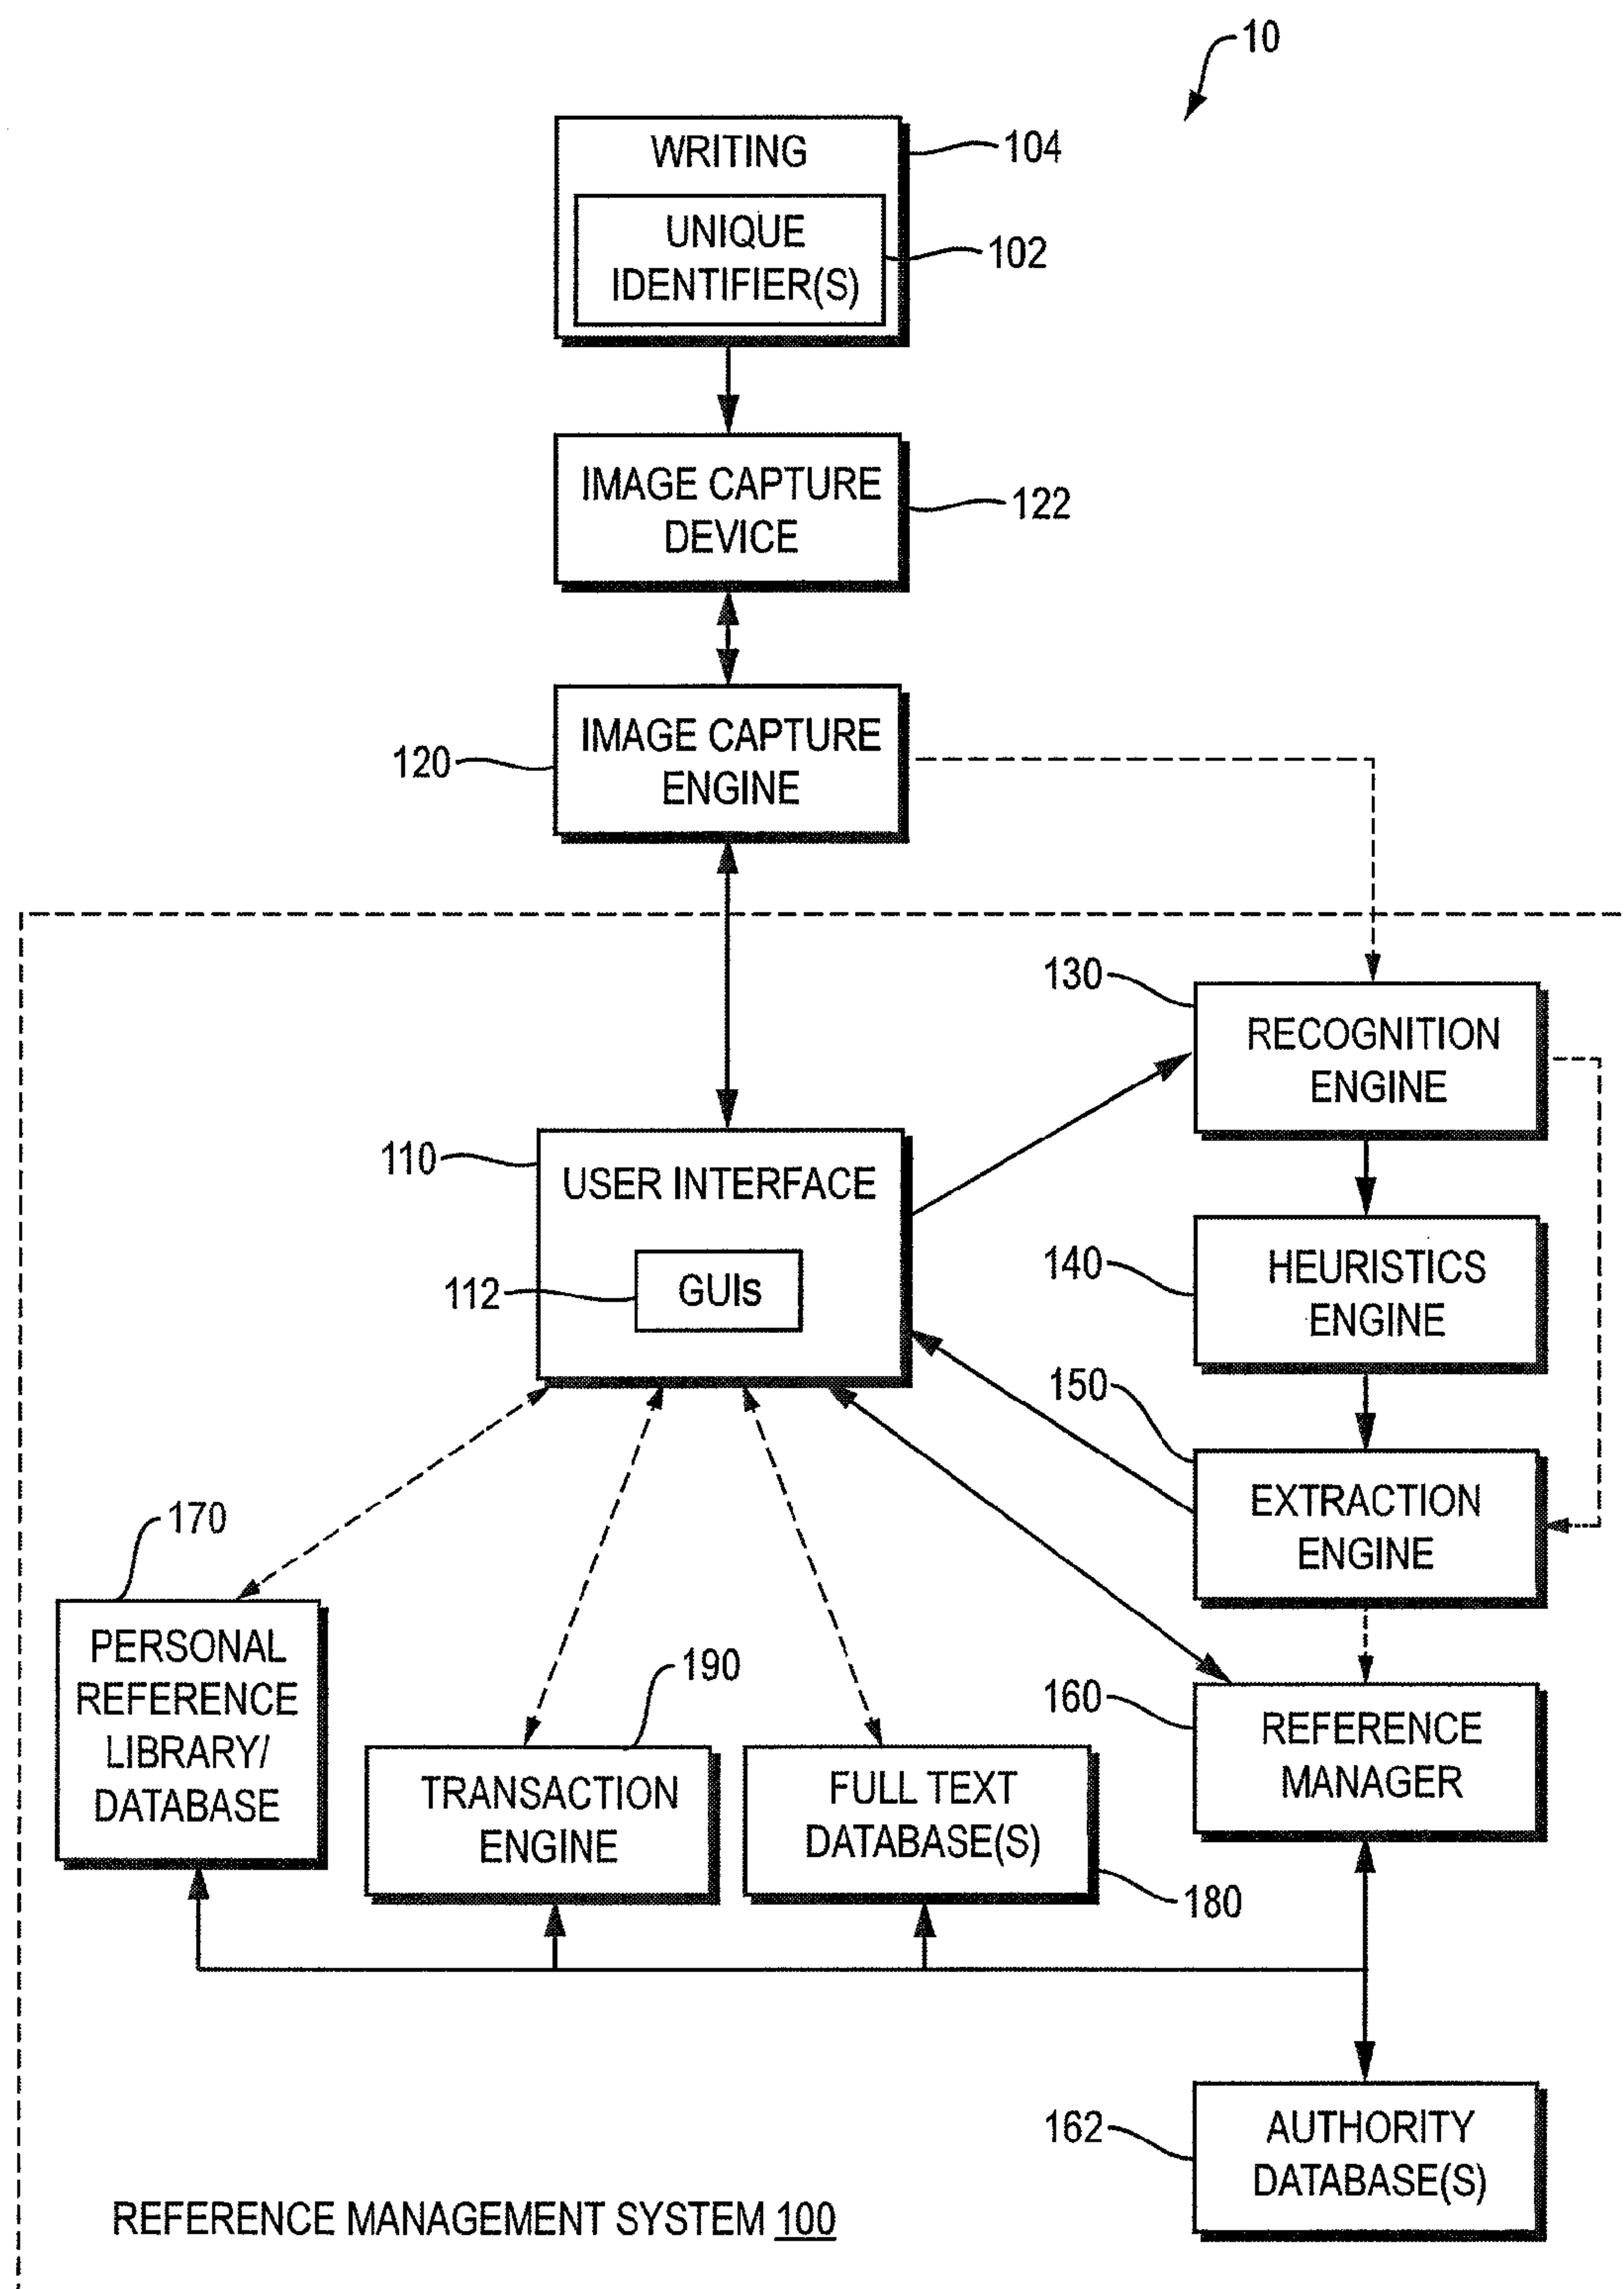 10
WRITING
104
UNIQUE
IDENTIFIER(S)
102
IMAGE CAPTURE
DEVICE
122
IMAGE CAPTURE
ENGINE
120
130
RECOGNITION
ENGINE
110
USER INTERFACE
112
GUIs
140
HEURISTICS
ENGINE
150
EXTRACTION
ENGINE
170
PERSONAL
REFERENCE
LIBRARY/
DATABASE
190
TRANSACTION
ENGINE
FULL TEXT
DATABASE(S)
180
160
REFERENCE
MANAGER
162
AUTHORITY
DATABASE(S)
REFERENCE MANAGEMENT SYSTEM 100